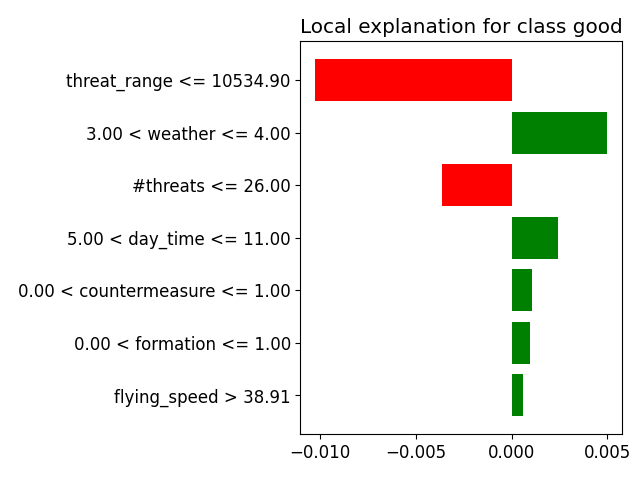 Local explanation for class good
threat_range <= 10534.90
3.00 < weather <= 4.00
#threats <= 26.00
5.00 < day_time <= 11.00
0.00 < countermeasure <= 1.00
0.00 < formation <= 1.00
flying_speed > 38.91
−0.010 −0.005 0.000 0.005